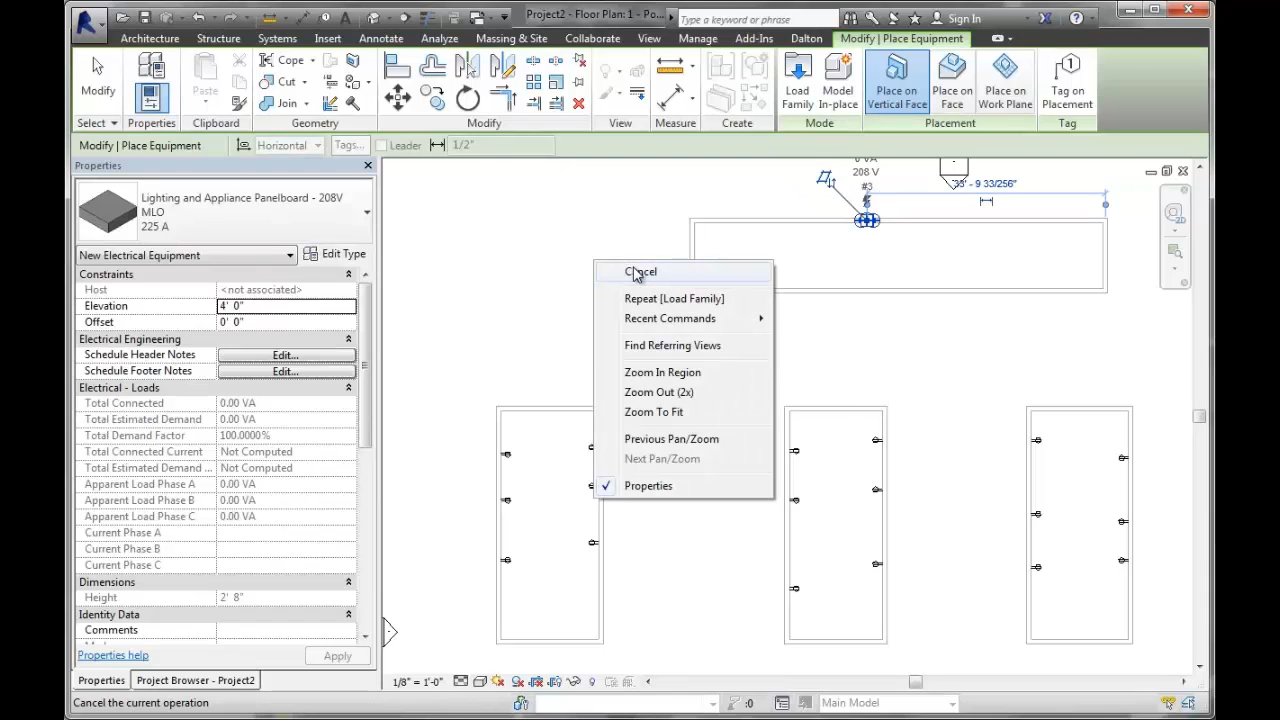 Project2 - Floor Plan: 1 - Po...
Type a keyword or phrase
Sign In
Architecture
Structure
Systems
Insert
Annotate
Analyze
Massing & Site
Collaborate
View
Manage
Add-Ins
Dalton
Modify | Place Equipment
Modify
Paste
Cope
Cut
Join
Load Family
Model In-place
Place on Vertical Face
Place on Face
Place on Work Plane
Tag on Placement
Select
Properties
Clipboard
Geometry
Modify
View
Measure
Create
Mode
Placement
Tag
Modify | Place Equipment
Horizontal
Tags...
Leader
1/2"
Properties
Lighting and Appliance Panelboard - 208V
MLO
225 A
New Electrical Equipment
Edit Type
Constraints
Host <not associated>
Elevation 4' 0"
Offset 0' 0"
Electrical Engineering
Schedule Header Notes Edit...
Schedule Footer Notes Edit...
Electrical - Loads
Total Connected 0.00 VA
Total Estimated Demand 0.00 VA
Total Demand Factor 100.0000%
Total Connected Current Not Computed
Total Estimated Demand ... Not Computed
Apparent Load Phase A 0.00 VA
Apparent Load Phase B 0.00 VA
Apparent Load Phase C 0.00 VA
Current Phase A
Current Phase B
Current Phase C
Dimensions
Height 2' 8"
Identity Data
Comments
Properties help
Apply
Properties
Project Browser - Project2
208 V
#3
33' - 9 33/256"
Cancel
Repeat [Load Family]
Recent Commands
Find Referring Views
Zoom In Region
Zoom Out (2x)
Zoom To Fit
Previous Pan/Zoom
Next Pan/Zoom
Properties
1/8" = 1'-0"
Cancel the current operation
:0
Main Model